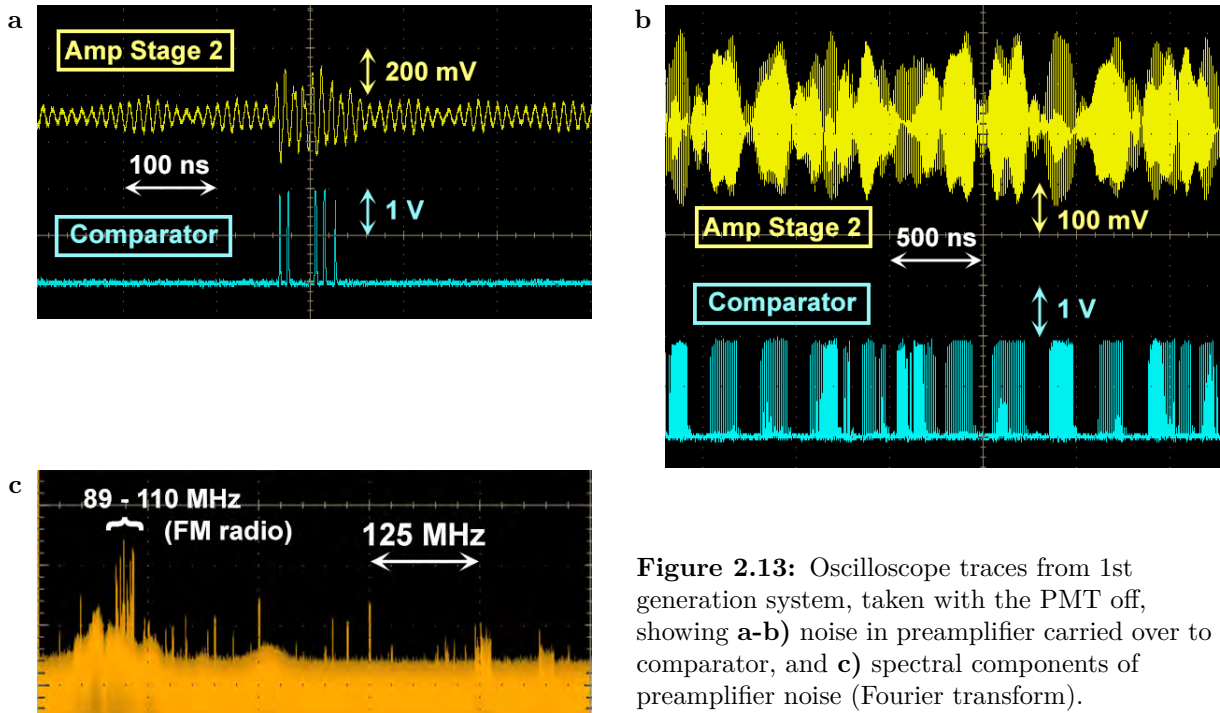 a
Amp Stage 2
200 mV
100 ns
1 V
Comparator
b
Amp Stage 2
100 mV
500 ns
Comparator
1 V
c
89 - 110 MHz
(FM radio)
125 MHz
Figure 2.13: Oscilloscope traces from 1st
generation system, taken with the PMT off,
showing a-b) noise in preamplifier carried over to
comparator, and c) spectral components of
preamplifier noise (Fourier transform).